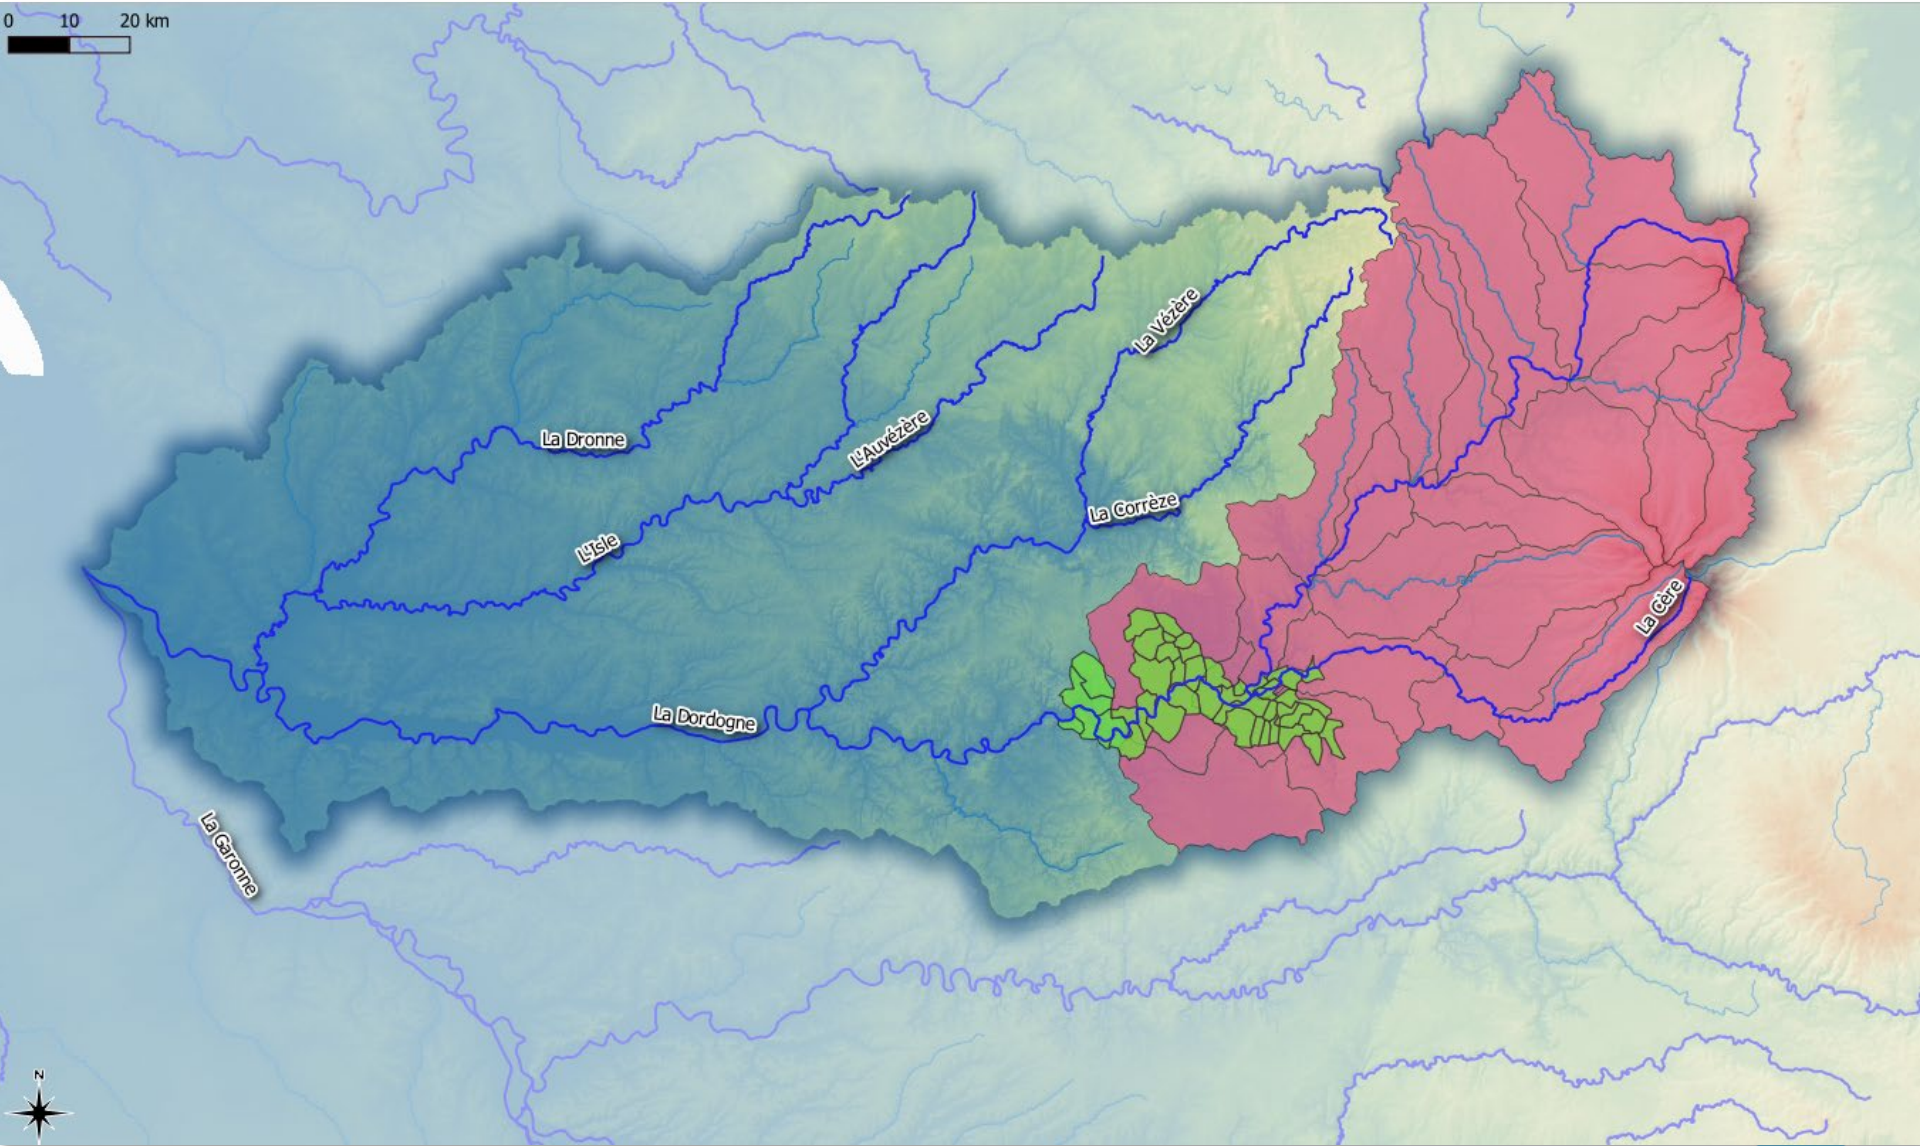 0 10 20 km
La Vézère
La Dronne
L'Auvézère
La Corrèze
L'Isle
La Cère
La Dordogne
La Garonne
N